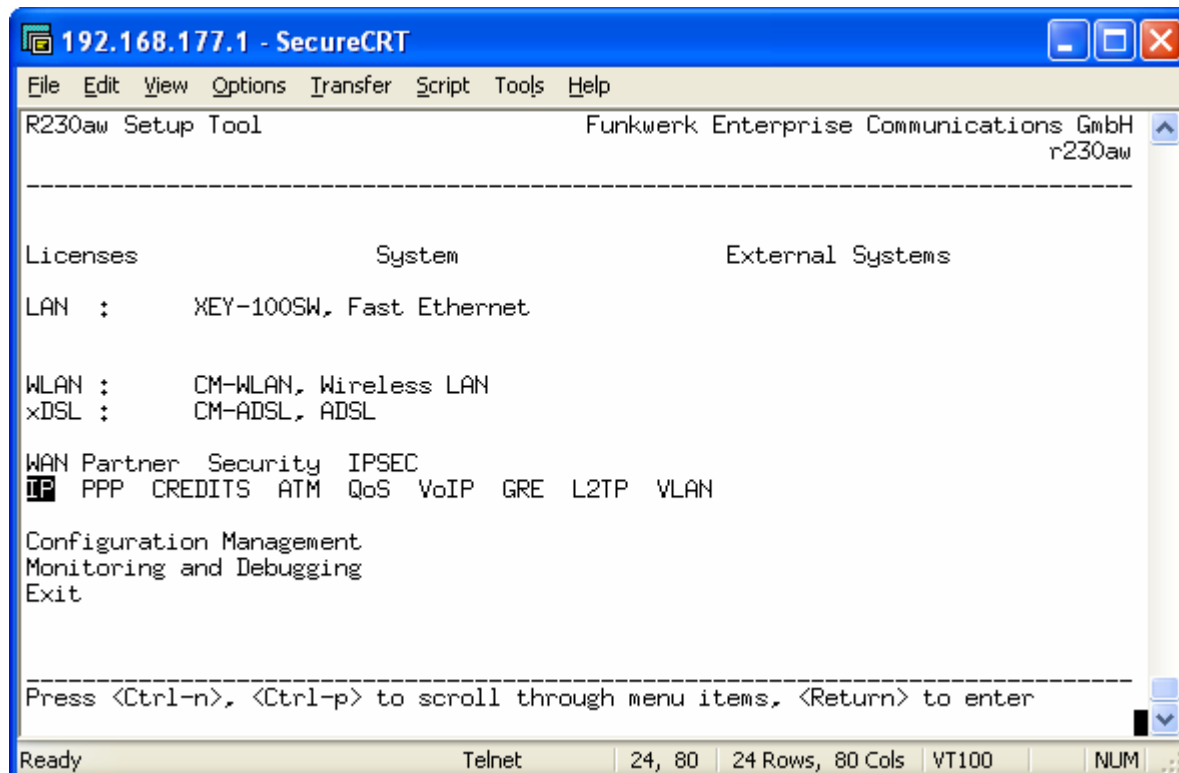 192.168.177.1 - SecureCRT
File Edit View Options Transfer Script Tools Help
R230aw Setup Tool Funkwerk Enterprise Communications GmbH
r230aw
Licenses System External Systems
LAN : XEY-100SW, Fast Ethernet
WLAN : CM-WLAN, Wireless LAN
xDSL : CM-ADSL, ADSL
WAN Partner Security IPSEC
IP PPP CREDITS ATM QoS VoIP GRE L2TP VLAN
Configuration Management
Monitoring and Debugging
Exit
Press <Ctrl-n>, <Ctrl-p> to scroll through menu items, <Return> to enter
Ready Telnet 24, 80 24 Rows, 80 Cols VT100 NUM